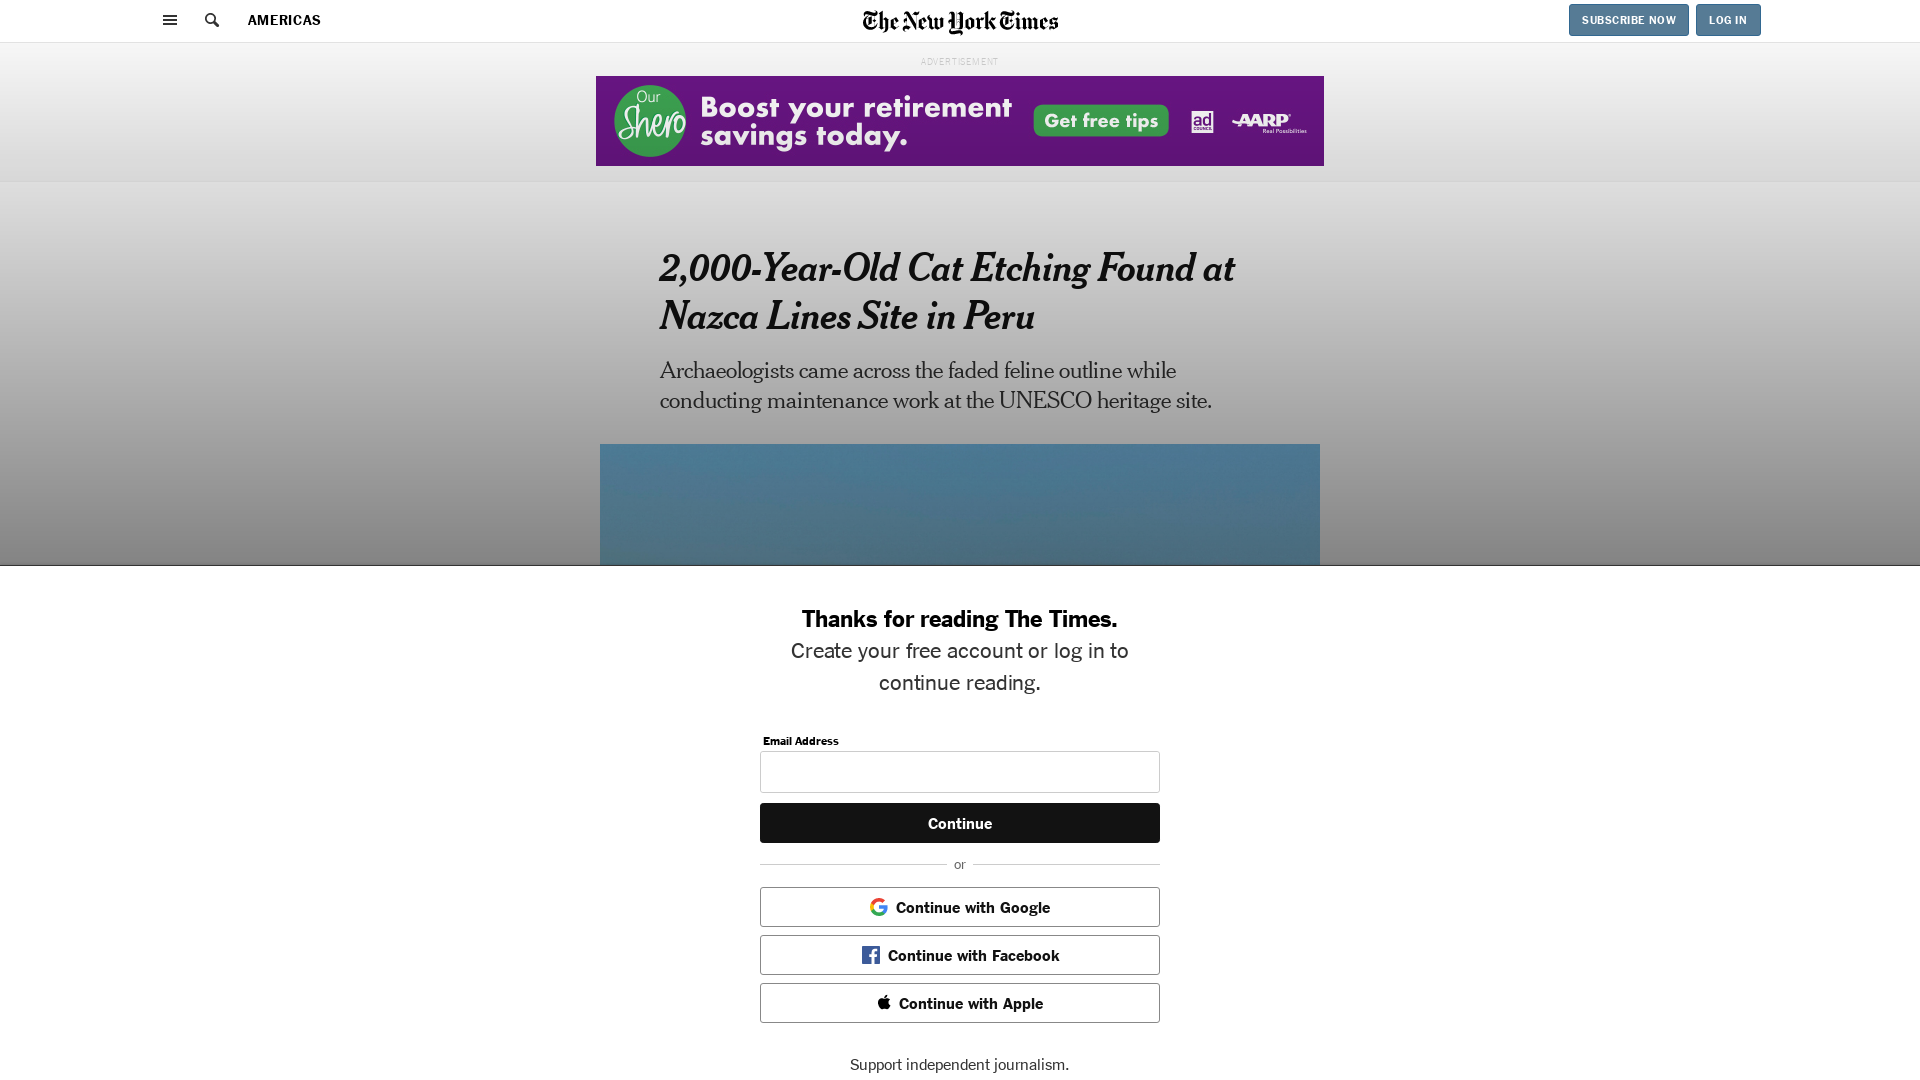 AMERICAS
The New York Times
SUBSCRIBE NOW
LOG IN
ADVERTISEMENT
Our
Shero
Boost your retirement
savings today.
Get free tips
ad
COUNCIL
AARP
Real Possibilities
2,000-Year-Old Cat Etching Found at
Nazca Lines Site in Peru
Archaeologists came across the faded feline outline while
conducting maintenance work at the UNESCO heritage site.
Thanks for reading The Times.
Create your free account or log in to
continue reading.
Email Address
Continue
or
Continue with Google
Continue with Facebook
Continue with Apple
Support independent journalism.